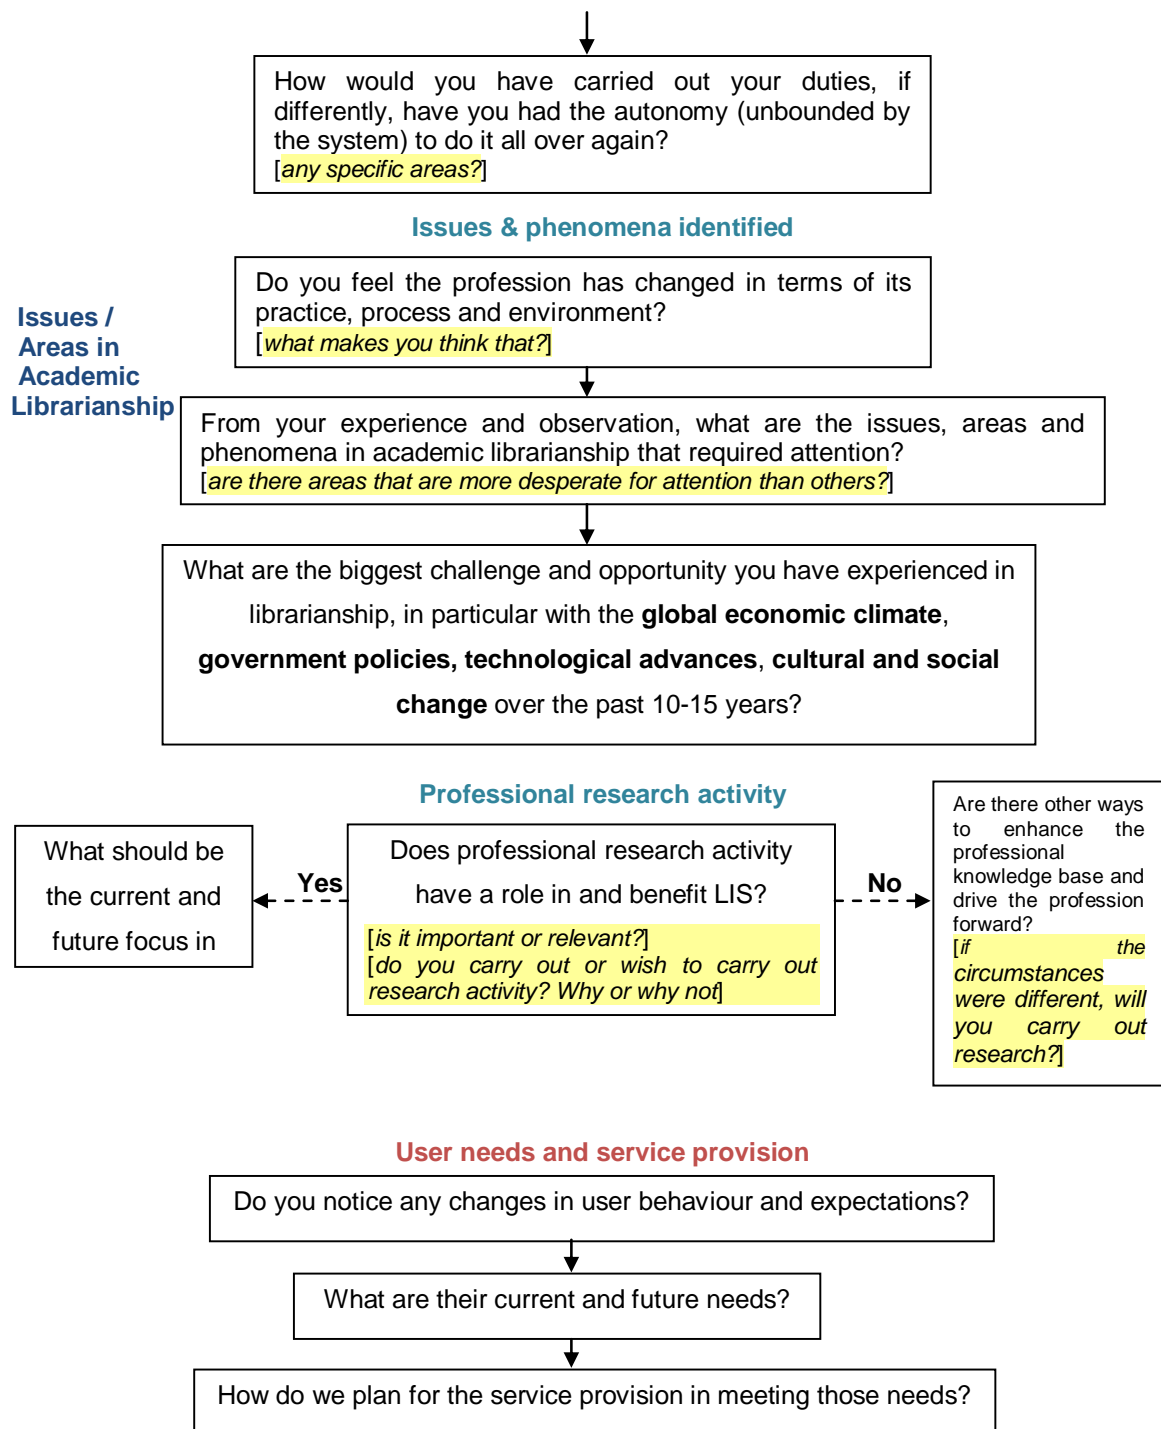 How would you have carried out your duties, if
differently, have you had the autonomy (unbounded by
the system) to do it all over again?
[any specific areas?]
Issues & phenomena identified
Issues /
Areas in
Academic
Librarianship
Do you feel the profession has changed in terms of its
practice, process and environment?
[what makes you think that?]
From your experience and observation, what are the issues, areas and
phenomena in academic librarianship that required attention?
[are there areas that are more desperate for attention than others?]
What are the biggest challenge and opportunity you have experienced in
librarianship, in particular with the global economic climate,
government policies, technological advances, cultural and social
change over the past 10-15 years?
Professional research activity
What should be
the current and
future focus in
Yes
Does professional research activity
have a role in and benefit LIS?
[is it important or relevant?]
[do you carry out or wish to carry out
research activity? Why or why not]
No
Are there other ways
to enhance the
professional
knowledge base and
drive the profession
forward?
[if the
circumstances
were different, will
you carry out
research?]
User needs and service provision
Do you notice any changes in user behaviour and expectations?
What are their current and future needs?
How do we plan for the service provision in meeting those needs?